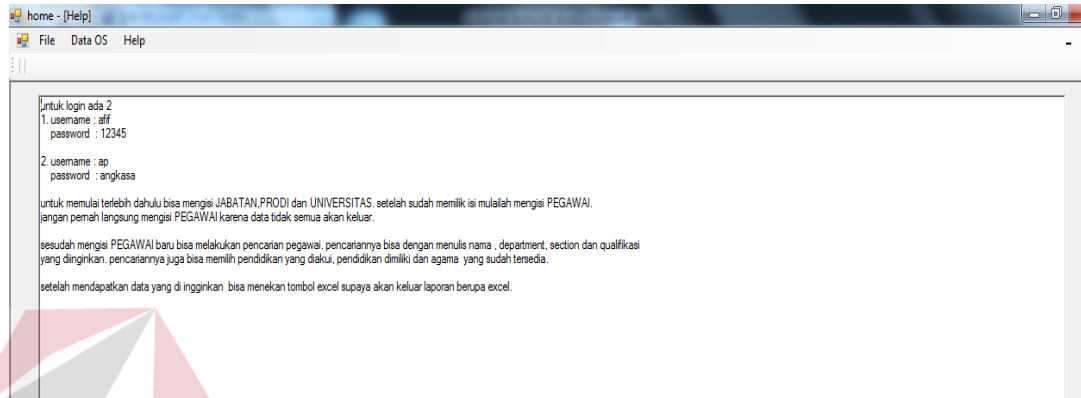 home - [Help]
File Data OS Help
untuk login ada 2
1. username : afif
password : 12345
2. username : ap
password : angkasa
untuk memulai terlebih dahulu bisa mengisi JABATAN,PRODI dan UNIVERSITAS. setelah sudah memilik isi mulailah mengisi PEGAWAI.
jangan pernah langsung mengisi PEGAWAI karena data tidak semua akan keluar.
sesudah mengisi PEGAWAI baru bisa melakukan pencarian pegawai. pencariannya bisa dengan menulis nama , department, section dan qualfikasi
yang diinginkan. pencariannya juga bisa memilih pendidikan yang diakui, pendidikan dimiliki dan agama yang sudah tersedia.
setelah mendapatkan data yang di ingginkan bisa menekan tombol excel supaya akan keluar laporan berupa excel.